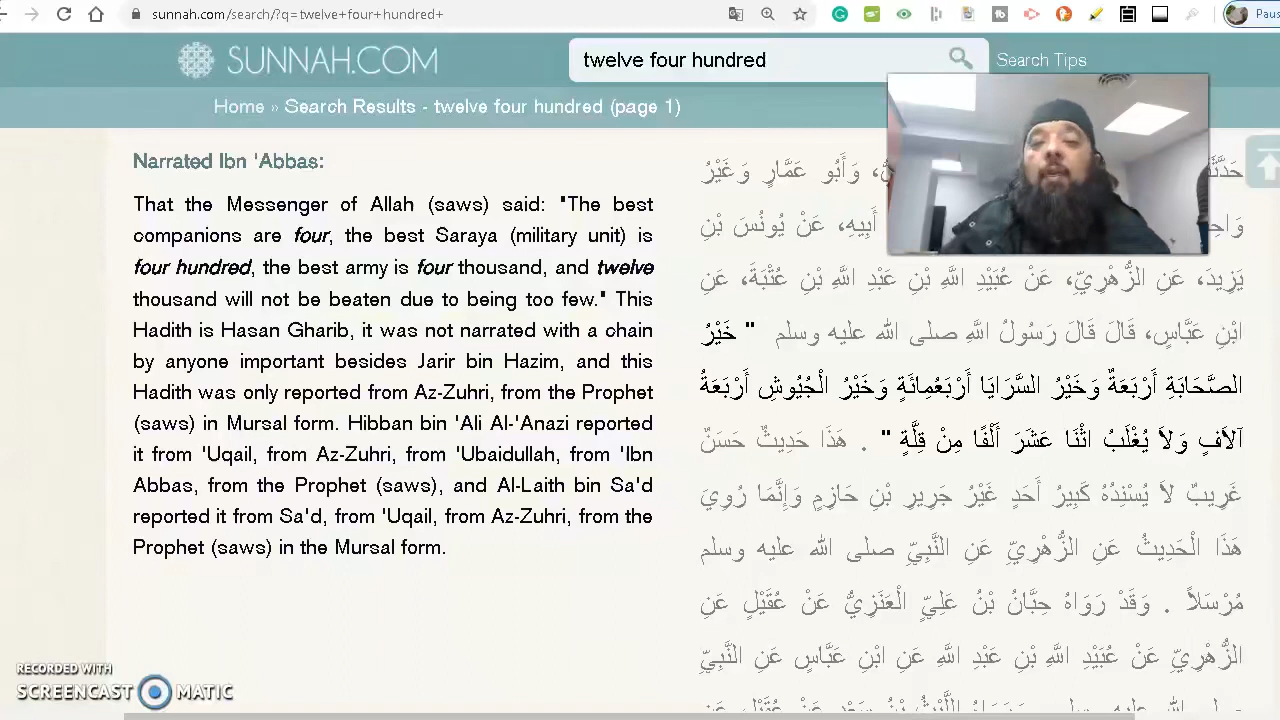 sunnah.com/search/?q=twelve+four+hundred+
Paus
SUNNAH.COM
twelve four hundred
Search Tips
Home » Search Results - twelve four hundred (page 1)
Narrated Ibn 'Abbas:
That the Messenger of Allah (saws) said: "The best
companions are four, the best Saraya (military unit) is
four hundred, the best army is four thousand, and twelve
thousand will not be beaten due to being too few." This
Hadith is Hasan Gharib, it was not narrated with a chain
by anyone important besides Jarir bin Hazim, and this
Hadith was only reported from Az-Zuhri, from the Prophet
(saws) in Mursal form. Hibban bin 'Ali Al-'Anazi reported
it from 'Uqail, from Az-Zuhri, from 'Ubaidullah, from 'Ibn
Abbas, from the Prophet (saws), and Al-Laith bin Sa'd
reported it from Sa'd, from 'Uqail, from Az-Zuhri, from the
Prophet (saws) in the Mursal form.
وَأَبُو عَمَّارٍ وَغَيْرُ
أَبِيهِ، عَنْ يُونُسَ بْنِ
يَزِيدَ، عَنِ الزُّهْرِيِّ، عَنْ عُبَيْدِ اللَّهِ بْنِ عَبْدِ اللَّهِ بْنِ عُتْبَةَ، عَنِ
ابْنِ عَبَّاسٍ، قَالَ قَالَ رَسُولُ اللَّهِ صلى الله عليه وسلم " خَيْرُ
الصَّحَابَةِ أَرْبَعَةٌ وَخَيْرُ السَّرَايَا أَرْبَعُمِائَةٍ وَخَيْرُ الْجُيُوشِ أَرْبَعَةُ
آلاَفٍ وَلاَ يُغْلَبُ اثْنَا عَشَرَ أَلْفًا مِنْ قِلَّةٍ " . هَذَا حَدِيثٌ حَسَنٌ
غَرِيبٌ لاَ يُسْنِدُهُ كَبِيرُ أَحَدٍ غَيْرُ جَرِيرِ بْنِ حَازِمٍ وَإِنَّمَا رُوِيَ
هَذَا الْحَدِيثُ عَنِ الزُّهْرِيِّ عَنِ النَّبِيِّ صلى الله عليه وسلم
مُرْسَلاً . وَقَدْ رَوَاهُ حِبَّانُ بْنُ عَلِيٍّ الْعَنَزِيُّ عَنْ عُقَيْلٍ عَنِ
الزُّهْرِيِّ عَنْ عُبَيْدِ اللَّهِ بْنِ عَبْدِ اللَّهِ عَنِ ابْنِ عَبَّاسٍ عَنِ النَّبِيِّ
RECORDED WITH
SCREENCAST MATIC